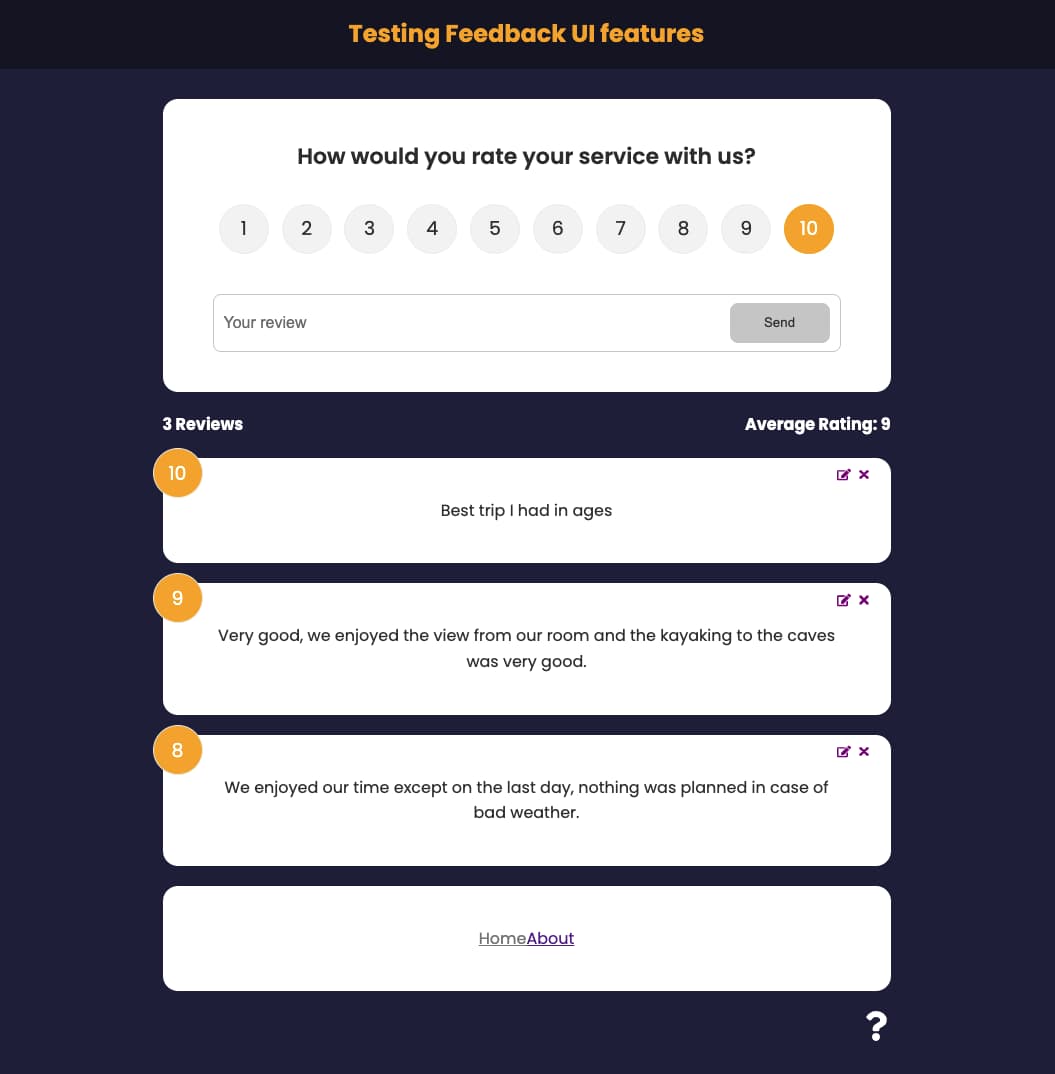 Testing Feedback UI features
How would you rate your service with us?
1 2 3 4 5 6 7 8 9 10
Your review Send
3 Reviews Average Rating: 9
10
Best trip I had in ages
9
Very good, we enjoyed the view from our room and the kayaking to the caves
was very good.
8
We enjoyed our time except on the last day, nothing was planned in case of
bad weather.
HomeAbout
?